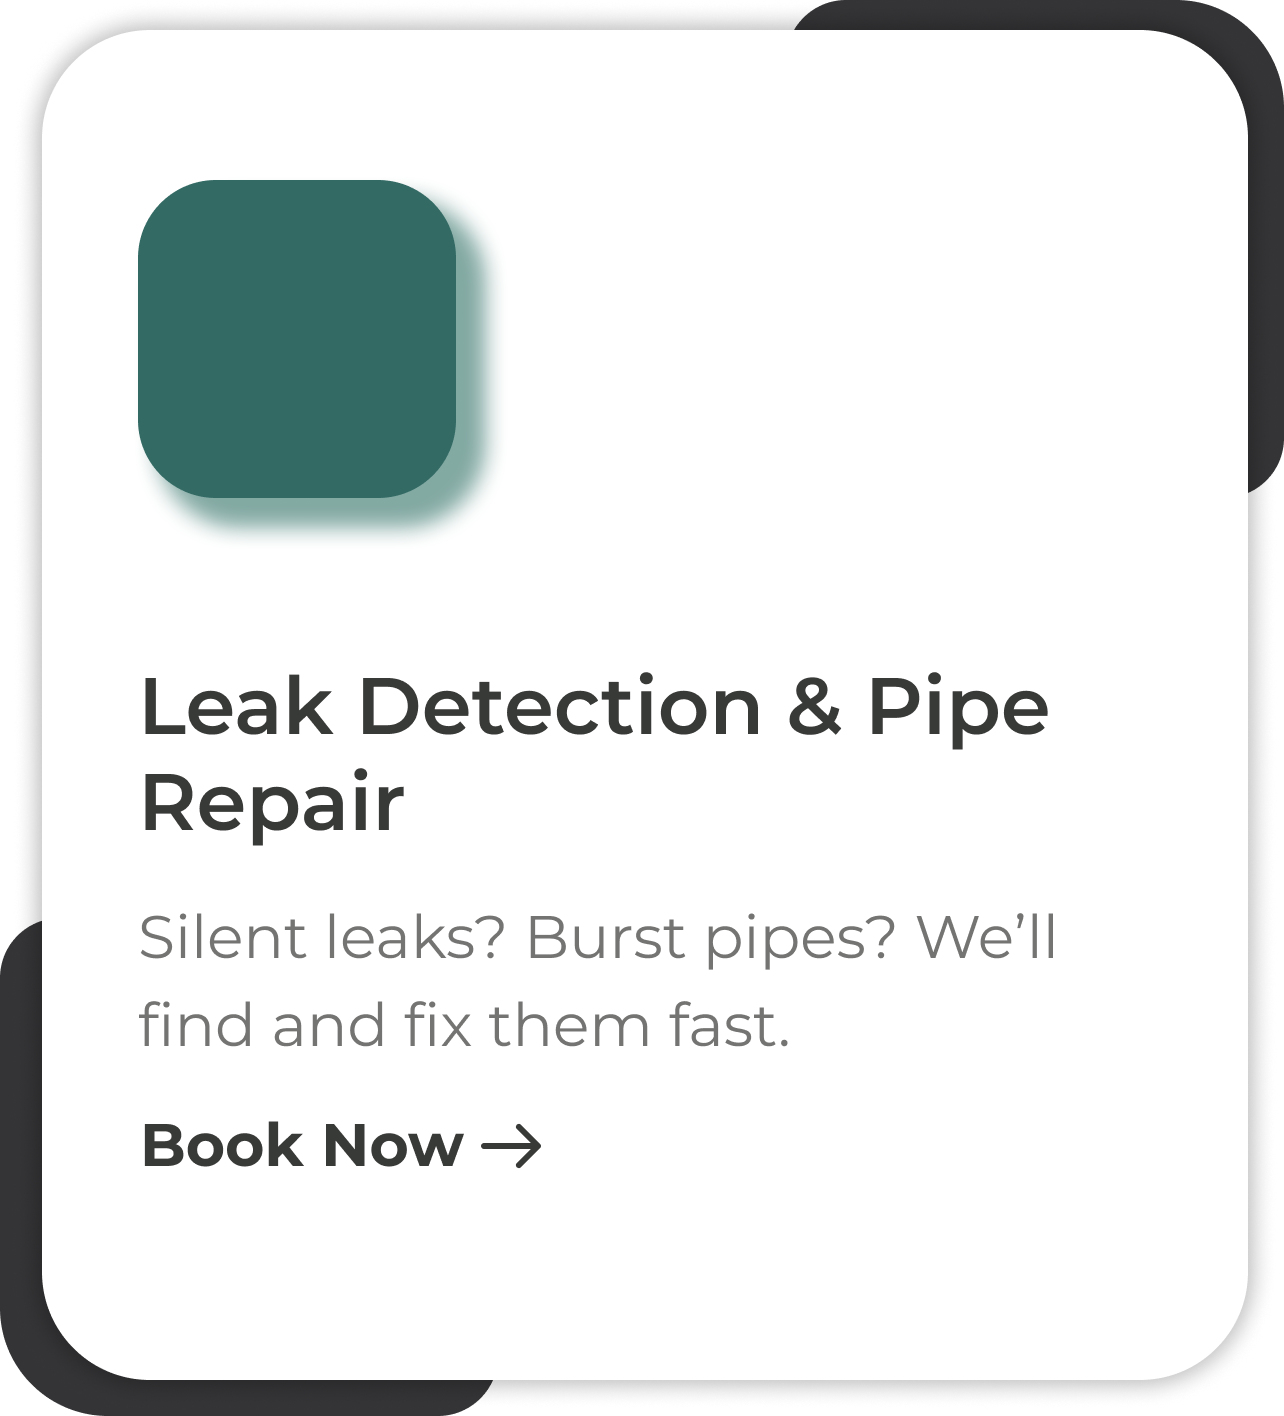 Leak Detection & Pipe
Repair
Silent leaks? Burst pipes? We’ll
find and fix them fast.
Book Now →